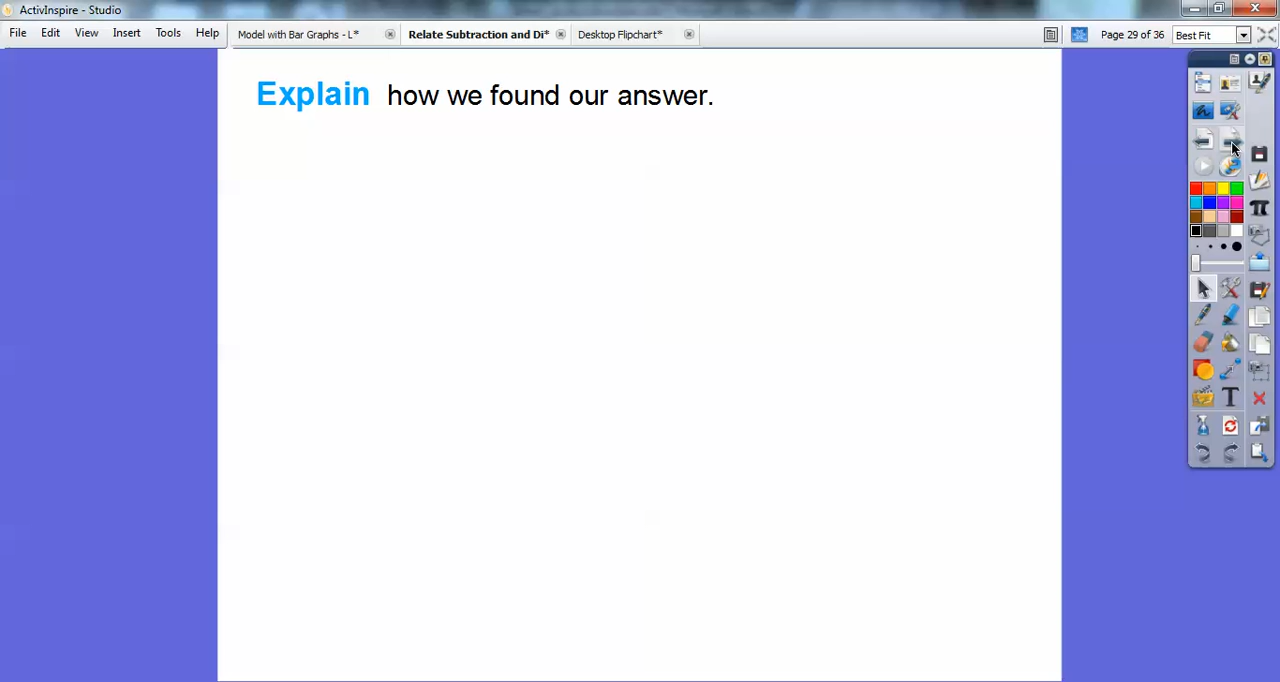 ActivInspire - Studio
File Edit View Insert Tools Help
Model with Bar Graphs - L* Relate Subtraction and Di* Desktop Flipchart*
Page 29 of 36 Best Fit
Explain how we found our answer.